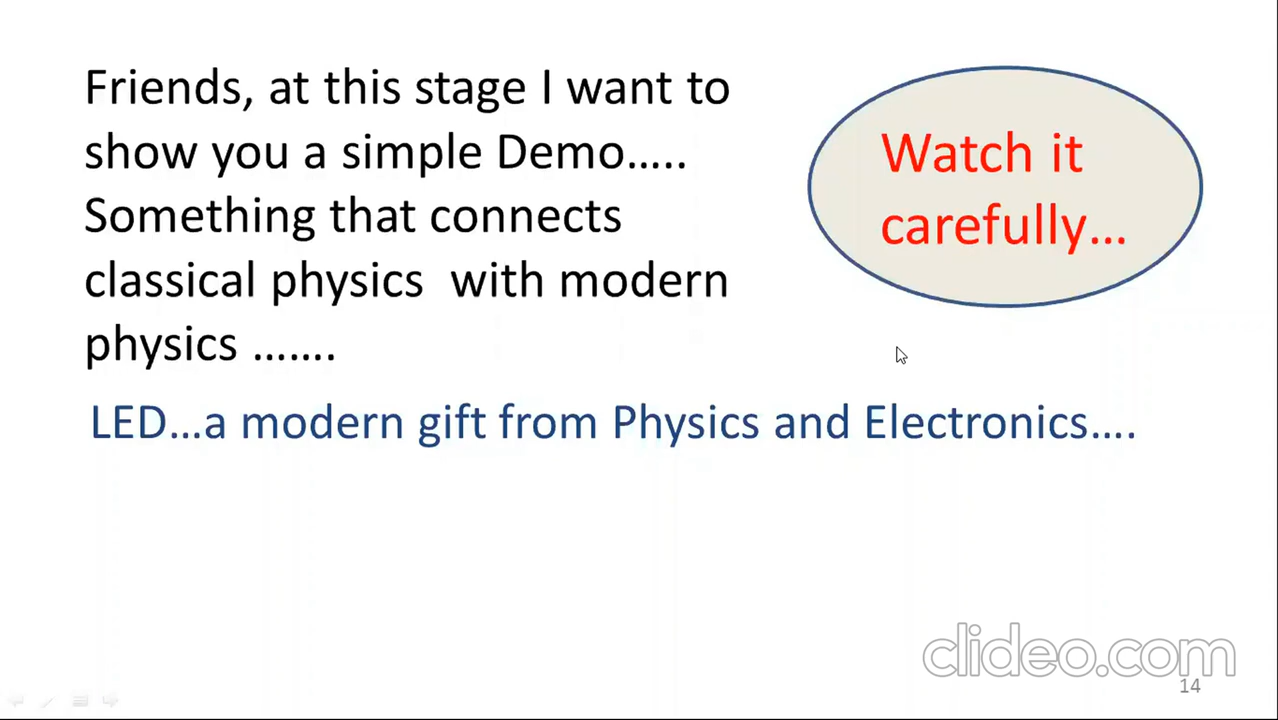 Friends, at this stage I want to
show you a simple Demo…..
Something that connects
classical physics  with modern
physics …….
Watch it
carefully…
LED…a modern gift from Physics and Electronics….
clideo.com
14